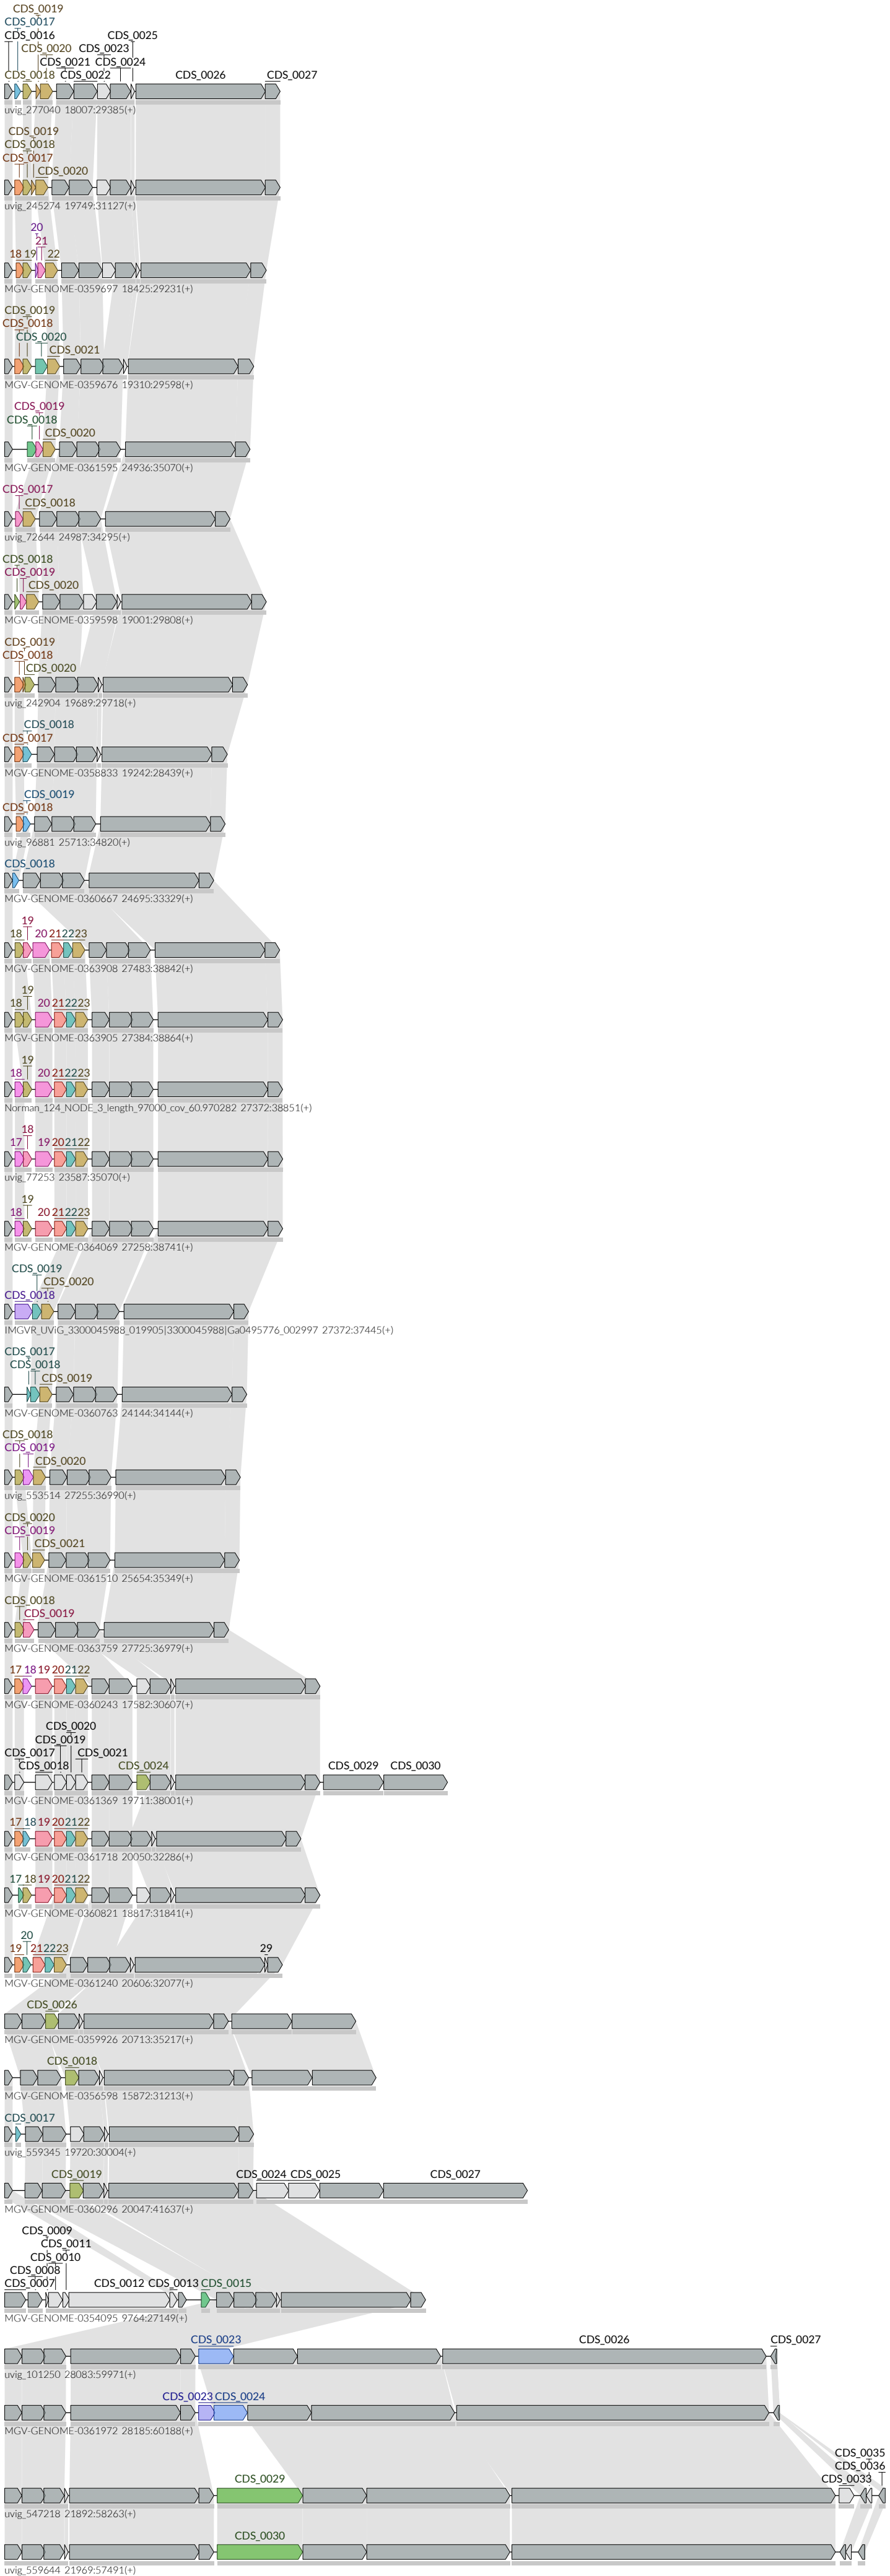 CDS_0019
CDS_0017
CDS_0016 CDS_0025
CDS_0020 CDS_0023
CDS_0021 CDS_0024
CDS_0018 CDS_0022 CDS_0026 CDS_0027
uvig_277040 18007:29385(+)
CDS_0019
CDS_0018
CDS_0017
CDS_0020
uvig_245274 19749:31127(+)
20
21
18 19 22
MGV-GENOME-0359697 18425:29231(+)
CDS_0019
CDS_0018
CDS_0020
CDS_0021
MGV-GENOME-0359676 19310:29598(+)
CDS_0019
CDS_0018
CDS_0020
MGV-GENOME-0361595 24936:35070(+)
CDS_0017
CDS_0018
uvig_72644 24987:34295(+)
CDS_0018
CDS_0019
CDS_0020
MGV-GENOME-0359598 19001:29808(+)
CDS_0019
CDS_0018
CDS_0020
uvig_242904 19689:29718(+)
CDS_0018
CDS_0017
MGV-GENOME-0358833 19242:28439(+)
CDS_0019
CDS_0018
uvig_96881 25713:34820(+)
CDS_0018
MGV-GENOME-0360667 24695:33329(+)
19
18 20 21 22 23
MGV-GENOME-0363908 27483:38842(+)
19
18 20 21 22 23
MGV-GENOME-0363905 27384:38864(+)
19
18 20 21 22 23
Norman_124_NODE_3_length_97000_cov_60.970282 27372:38851(+)
18
17 19 20 21 22
uvig_77253 23587:35070(+)
19
18 20 21 22 23
MGV-GENOME-0364069 27258:38741(+)
CDS_0019
CDS_0020
CDS_0018
IMGVR_UViG_3300045988_019905|3300045988|Ga0495776_002997 27372:37445(+)
CDS_0017
CDS_0018
CDS_0019
MGV-GENOME-0360763 24144:34144(+)
CDS_0018
CDS_0019
CDS_0020
uvig_553514 27255:36990(+)
CDS_0020
CDS_0019
CDS_0021
MGV-GENOME-0361510 25654:35349(+)
CDS_0018
CDS_0019
MGV-GENOME-0363759 27725:36979(+)
17 18 19 20 21 22
MGV-GENOME-0360243 17582:30607(+)
CDS_0020
CDS_0019
CDS_0017 CDS_0021
CDS_0018 CDS_0024 CDS_0029 CDS_0030
MGV-GENOME-0361369 19711:38001(+)
17 18 19 20 21 22
MGV-GENOME-0361718 20050:32286(+)
17 18 19 20 21 22
MGV-GENOME-0360821 18817:31841(+)
20
19 21 22 23 29
MGV-GENOME-0361240 20606:32077(+)
CDS_0026
MGV-GENOME-0359926 20713:35217(+)
CDS_0018
MGV-GENOME-0356598 15872:31213(+)
CDS_0017
uvig_559345 19720:30004(+)
CDS_0019 CDS_0024 CDS_0025 CDS_0027
MGV-GENOME-0360296 20047:41637(+)
CDS_0009
CDS_0011
CDS_0010
CDS_0008
CDS_0007 CDS_0012 CDS_0013 CDS_0015
MGV-GENOME-0354095 9764:27149(+)
CDS_0023 CDS_0026 CDS_0027
uvig_101250 28083:59971(+)
CDS_0023 CDS_0024
MGV-GENOME-0361972 28185:60188(+)
CDS_0035
CDS_0036
CDS_0029 CDS_0033
uvig_547218 21892:58263(+)
CDS_0030
uvig_559644 21969:57491(+)